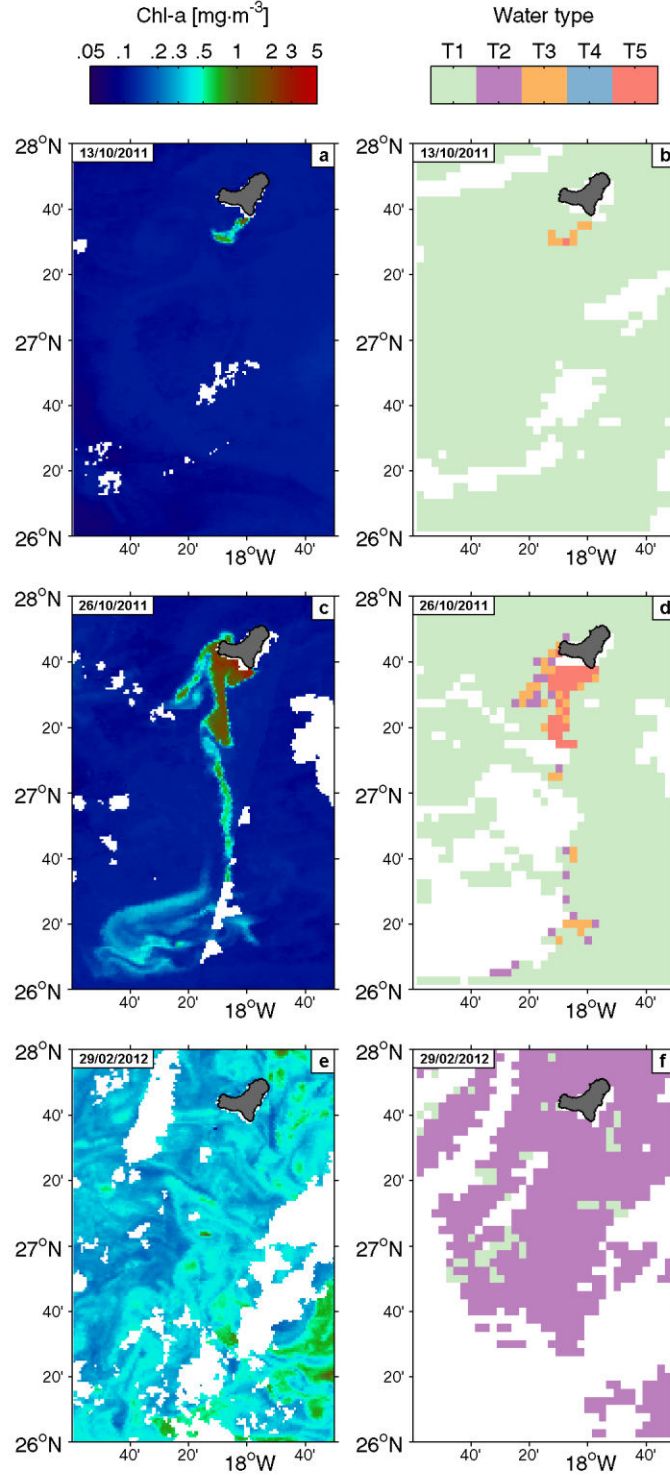 Chl-a [mg·m⁻³] Water type
.05 .1 .2 .3 .5 1 2 3 5 T1 T2 T3 T4 T5
28°N 13/10/2011 a 28°N 13/10/2011 b
40' 40'
20' 20'
27°N 27°N
40' 40'
20' 20'
26°N 26°N
40' 20' 18°W 40' 40' 20' 18°W 40'
28°N 26/10/2011 c 28°N 26/10/2011 d
40' 40'
20' 20'
27°N 27°N
40' 40'
20' 20'
26°N 26°N
40' 20' 18°W 40' 40' 20' 18°W 40'
28°N 29/02/2012 e 28°N 29/02/2012 f
40' 40'
20' 20'
27°N 27°N
40' 40'
20' 20'
26°N 26°N
40' 20' 18°W 40' 40' 20' 18°W 40'